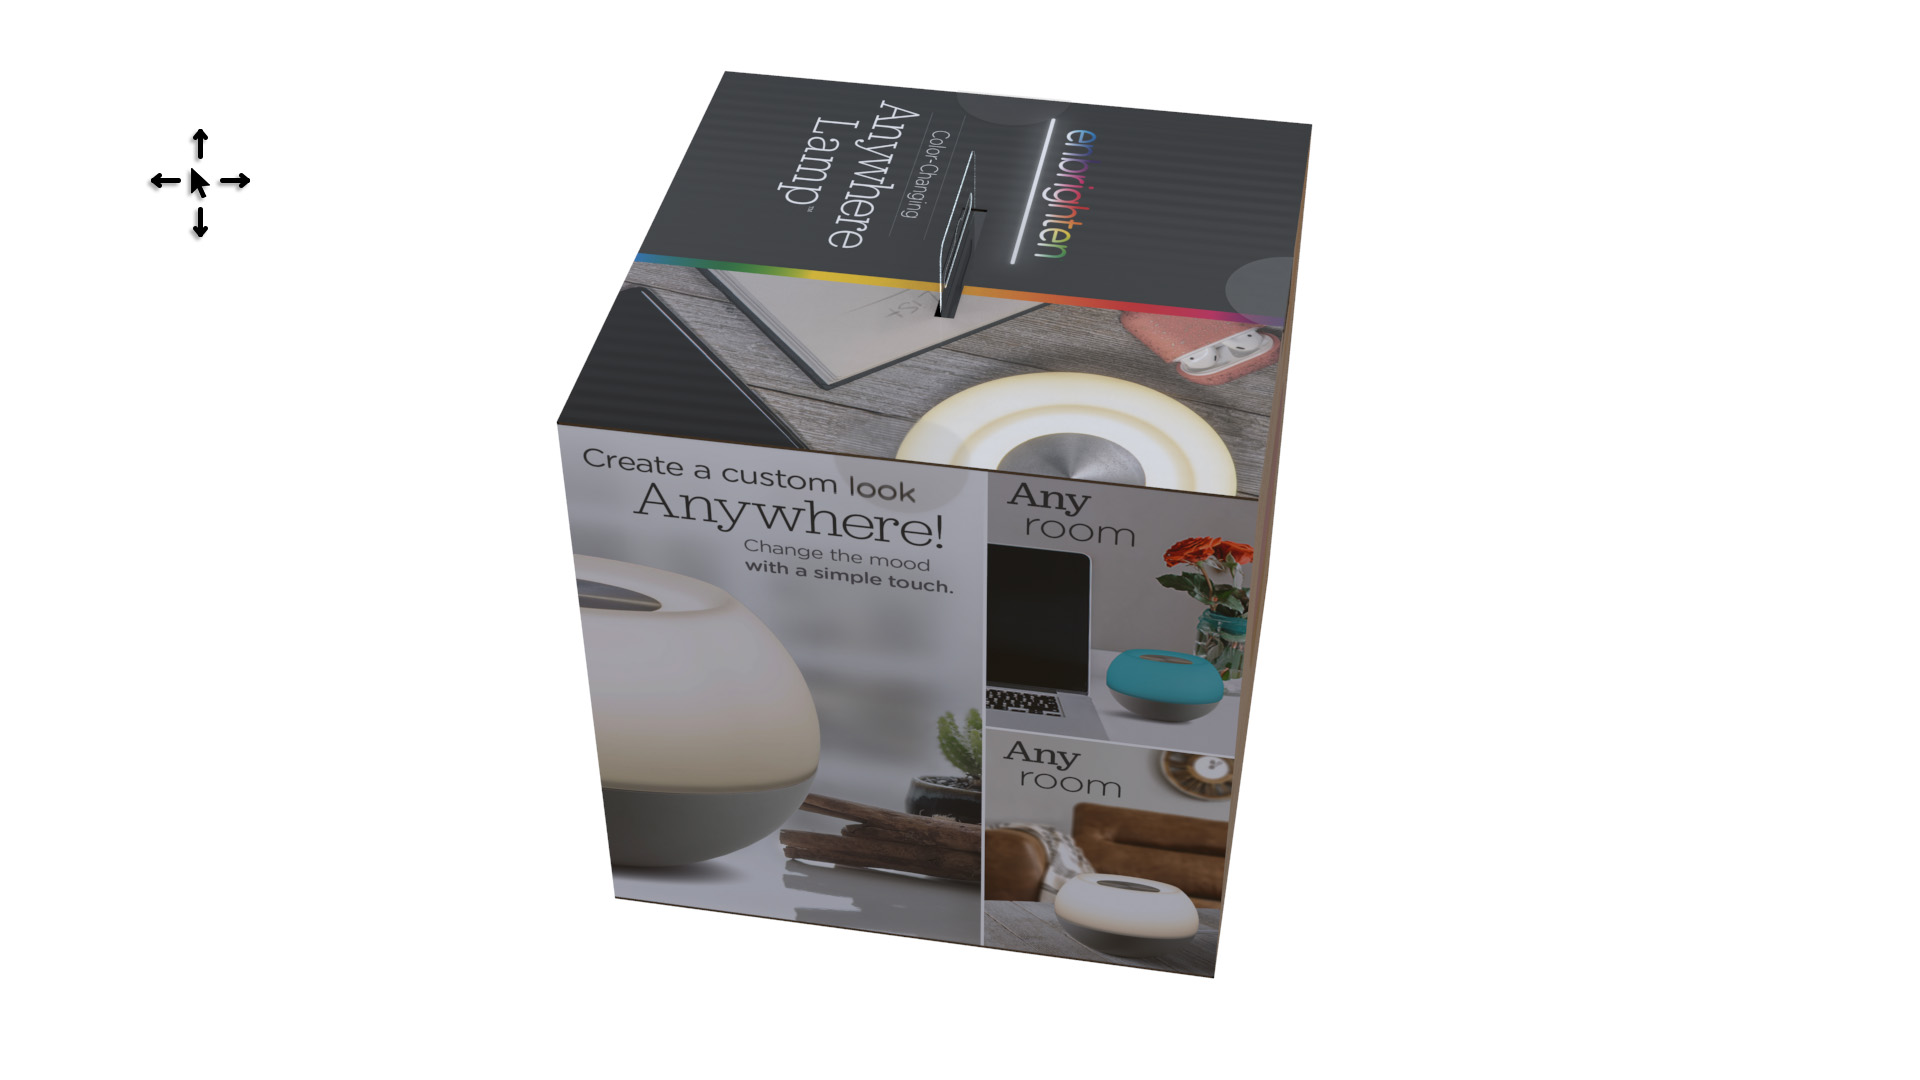 enbrighten
Color-Changing
Anywhere
Lamp™
Create a custom look
Anywhere!
Change the mood
with a simple touch.
Any
room
Any
room